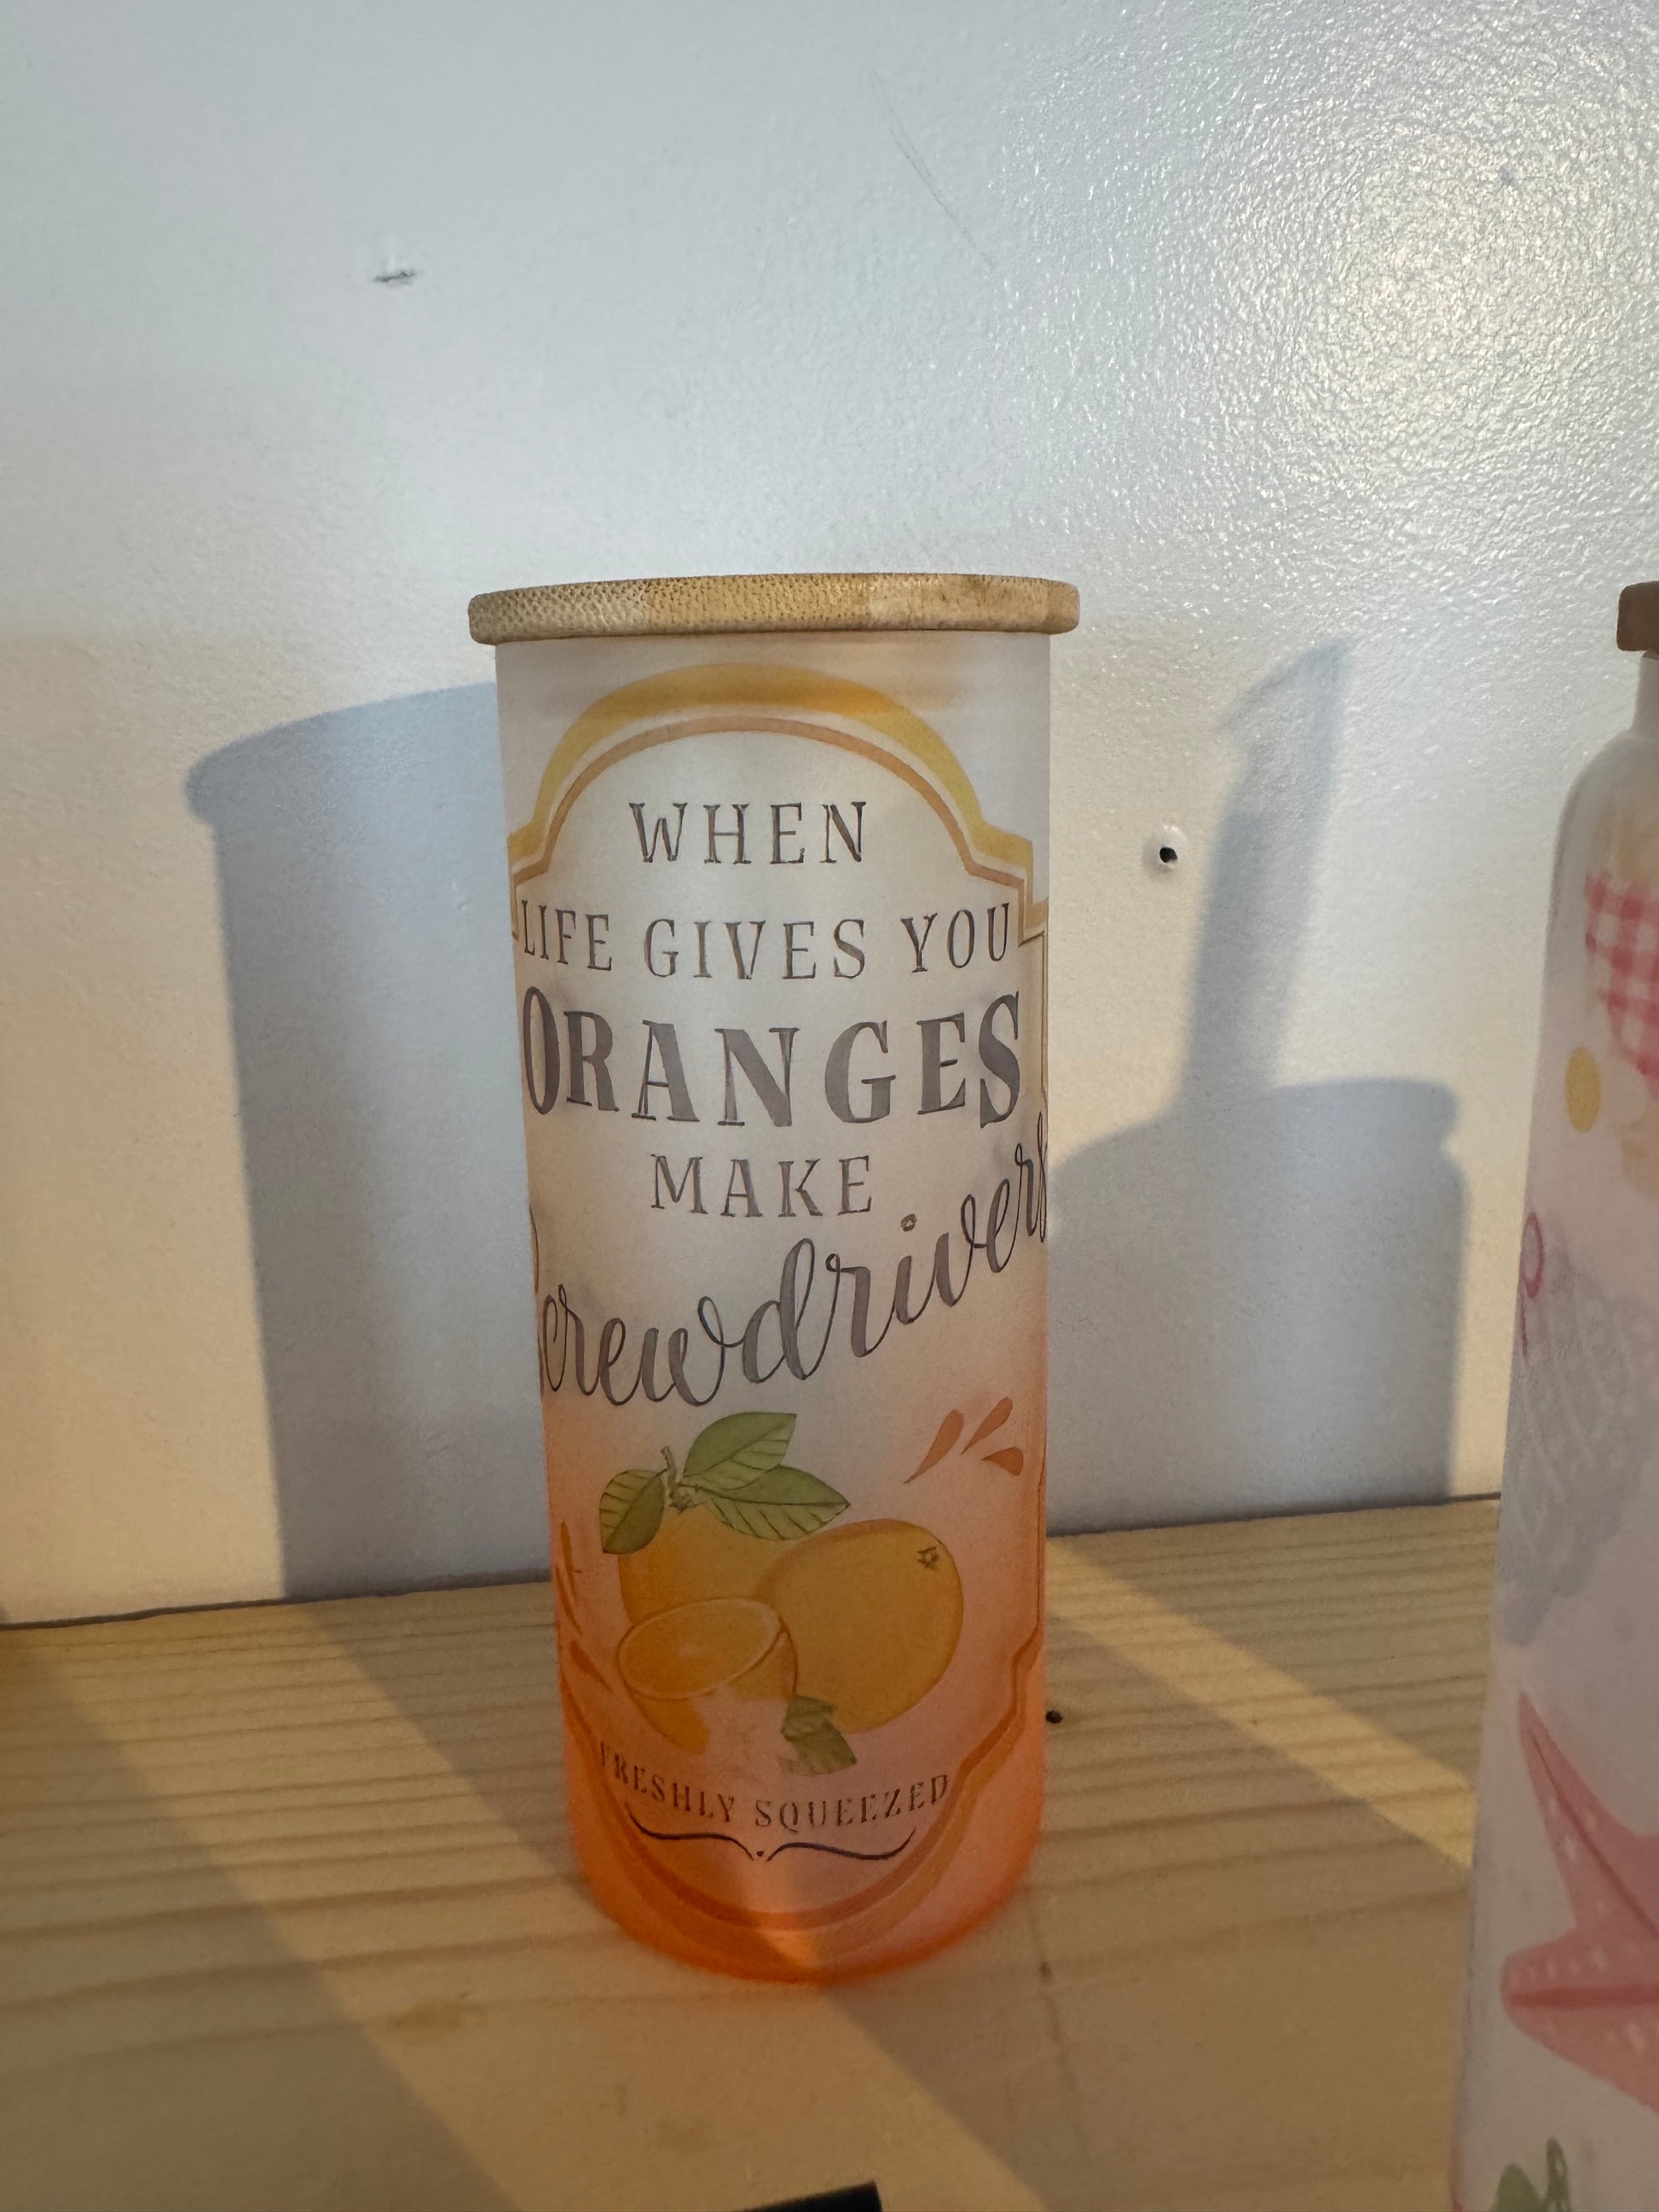 WHEN
LIFE GIVES YOU
ORANGES
MAKE
Screwdrivers
FRESHLY SQUEEZED